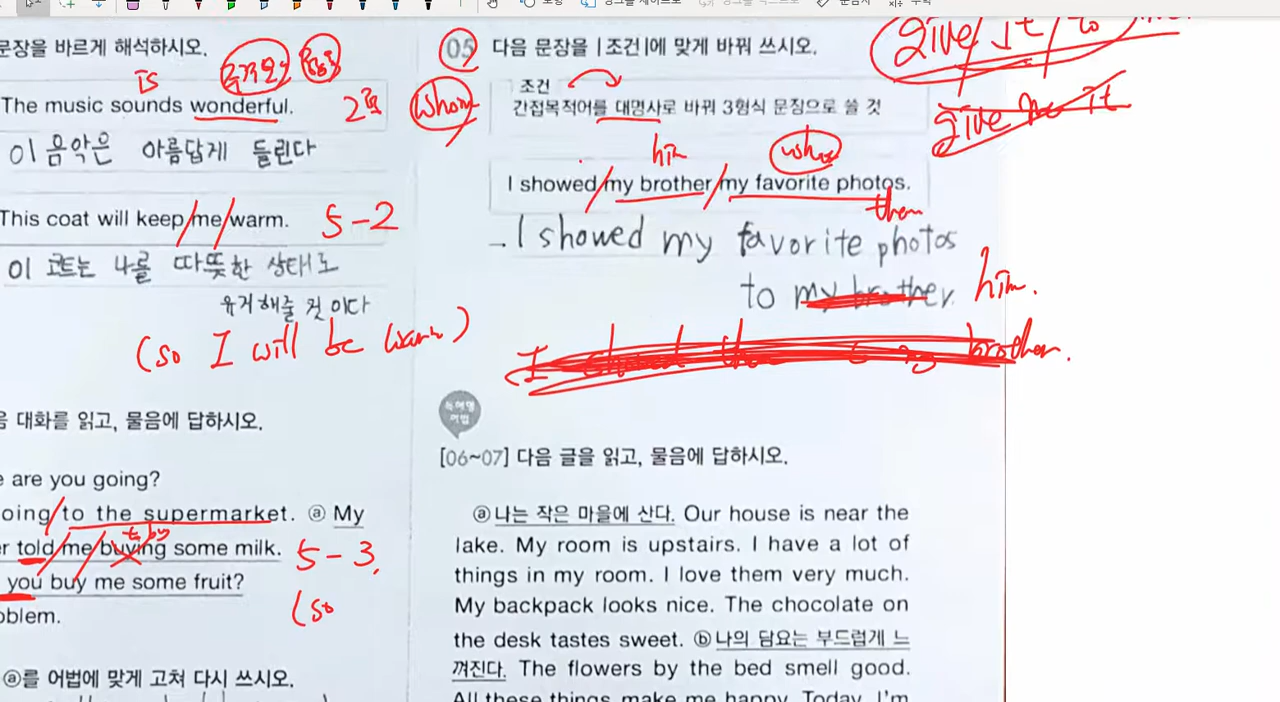 문장을 바르게 해석하시오.
is
The music sounds wonderful. 2형
이 음악은 아름답게 들린다
This coat will keep/me/warm. 5-2
이 코트는 나를 따뜻한 상태로
유지해줄 것이다
(so I will be warm)
대화를 읽고, 물음에 답하시오.
are you going?
oing/to the supermarket. ⓐ My
to buy
told/me/buying some milk. 5-3.
you buy me some fruit?
(so
oblem.
ⓐ를 어법에 맞게 고쳐 다시 쓰시오.
give/it/to
05 다음 문장을 |조건|에 맞게 바꿔 쓰시오.
조건
whom
간접목적어를 대명사로 바꿔 3형식 문장으로 쓸 것
give me it
him
I showed/my brother/my favorite photos.
them
I showed my favorite photos
to my brother. him.
I showed them to my brother.
독해형
어법
[06~07] 다음 글을 읽고, 물음에 답하시오.
ⓐ나는 작은 마을에 산다. Our house is near the
lake. My room is upstairs. I have a lot of
things in my room. I love them very much.
My backpack looks nice. The chocolate on
the desk tastes sweet. ⓑ나의 담요는 부드럽게 느
껴진다. The flowers by the bed smell good.
All these things make me happy. Today, I'm